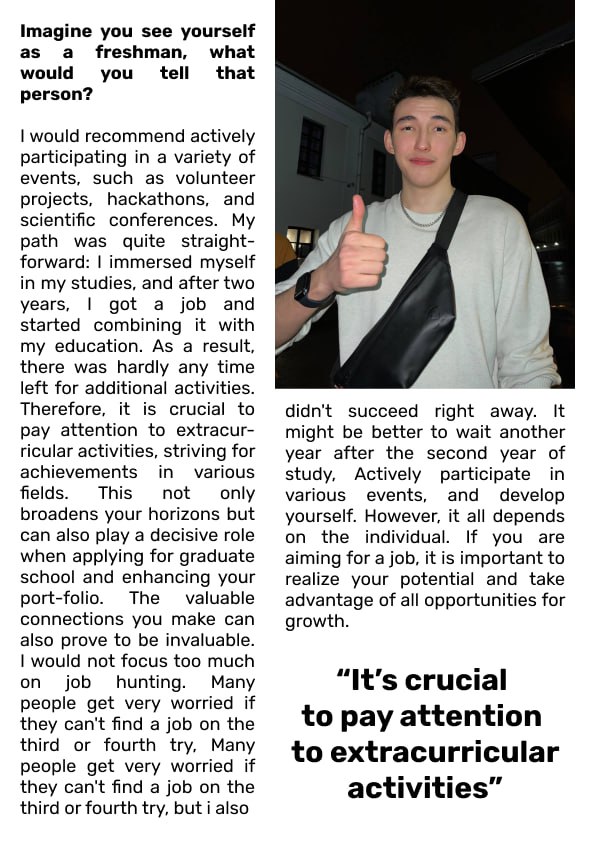 Imagine you see yourself
as a freshman, what
would you tell that
person?
I would recommend actively
participating in a variety of
events, such as volunteer
projects, hackathons, and
scientific conferences. My
path was quite straight-
forward: I immersed myself
in my studies, and after two
years, I got a job and
started combining it with
my education. As a result,
there was hardly any time
left for additional activities.
Therefore, it is crucial to
pay attention to extracur-
ricular activities, striving for
achievements in various
fields. This not only
broadens your horizons but
can also play a decisive role
when applying for graduate
school and enhancing your
port-folio. The valuable
connections you make can
also prove to be invaluable.
I would not focus too much
on job hunting. Many
people get very worried if
they can't find a job on the
third or fourth try, Many
people get very worried if
they can't find a job on the
third or fourth try, but i also
didn't succeed right away. It
might be better to wait another
year after the second year of
study, Actively participate in
various events, and develop
yourself. However, it all depends
on the individual. If you are
aiming for a job, it is important to
realize your potential and take
advantage of all opportunities for
growth.
“It’s crucial
to pay attention
to extracurricular
activities”